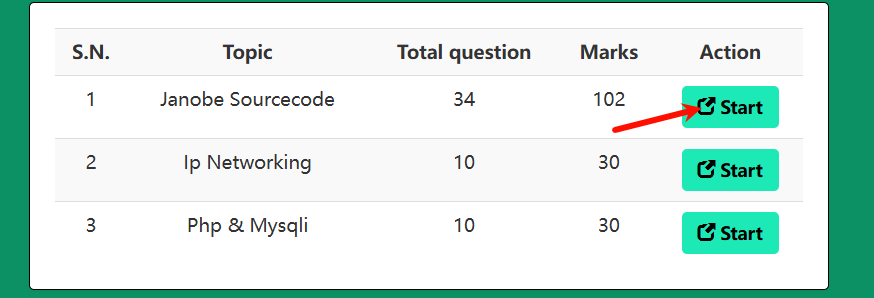 S.N. Topic Total question Marks Action
1 Janobe Sourcecode 34 102 Start
2 Ip Networking 10 30 Start
3 Php & Mysqli 10 30 Start